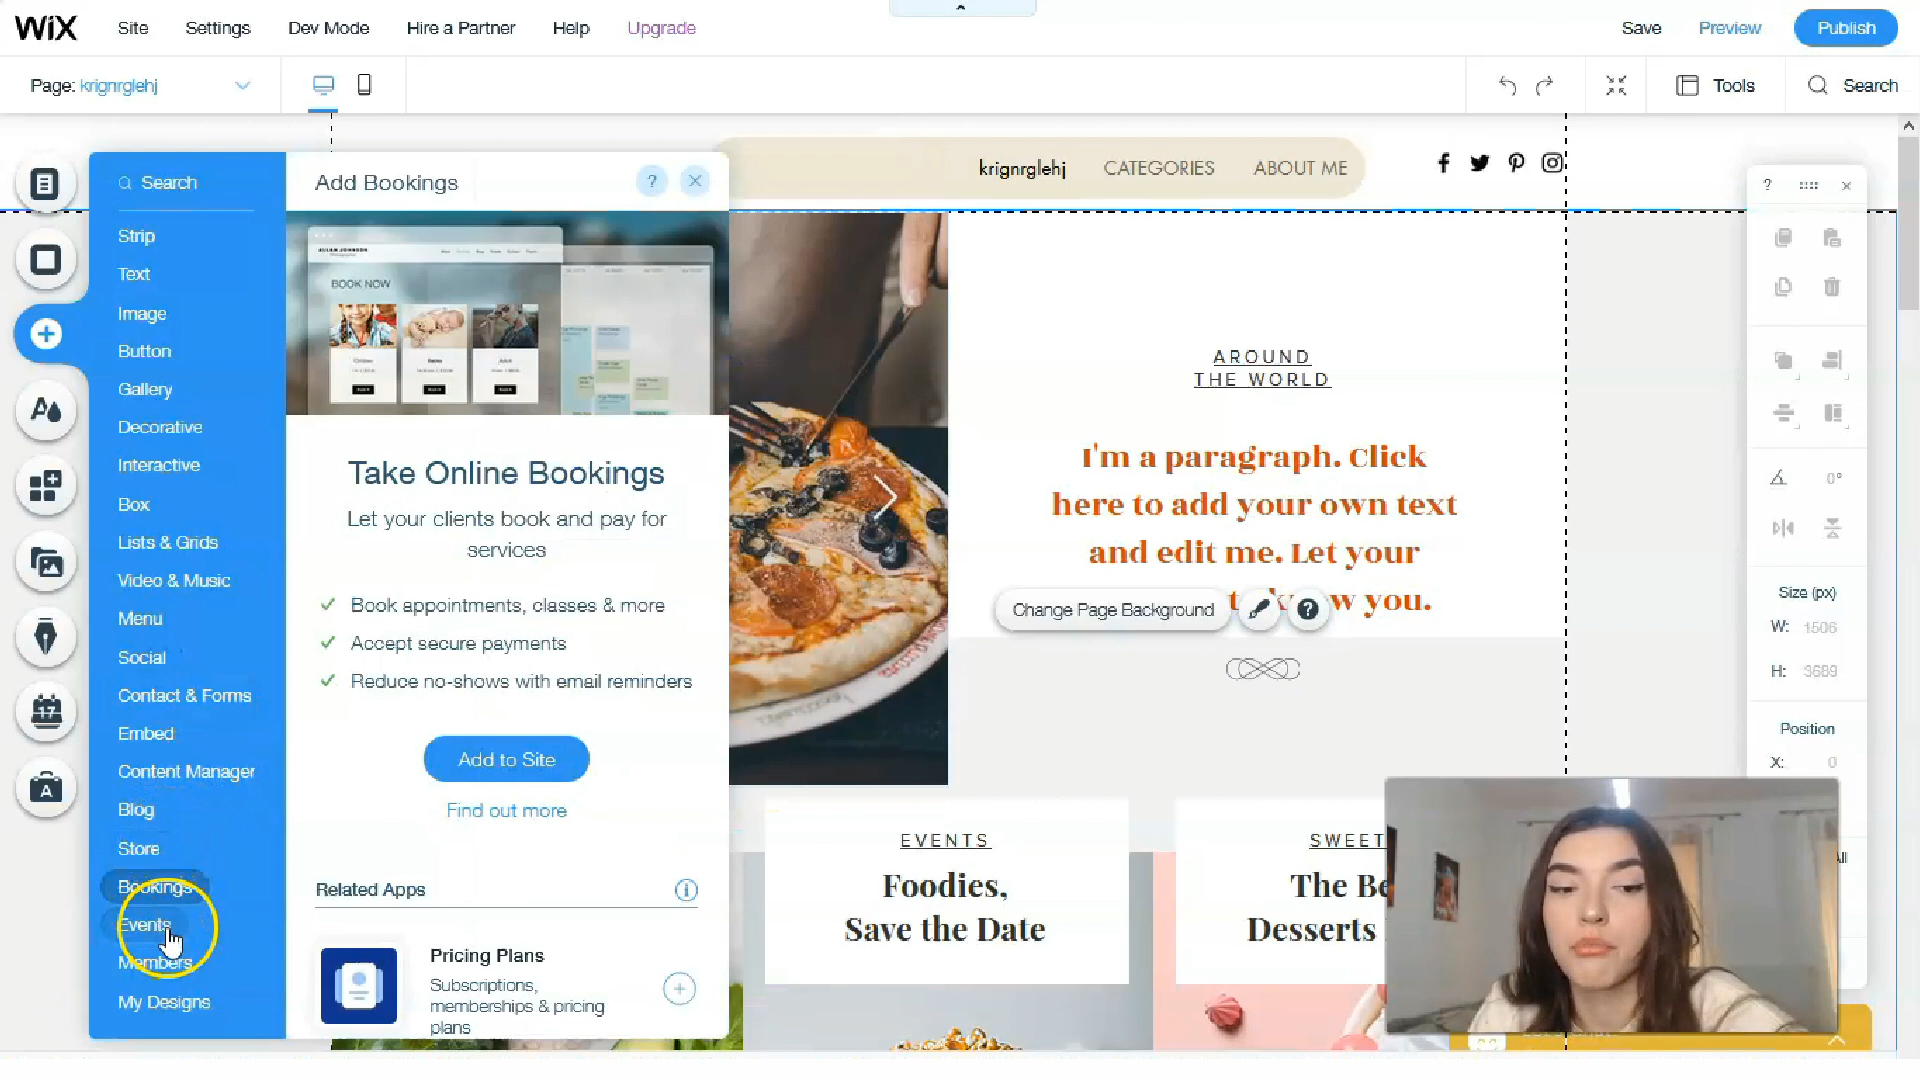 WiX
Site
Settings
Dev Mode
Hire a Partner
Help
Upgrade
Save
Preview
Publish
Page: krignrglehj
Tools
Search
krignrglehj
CATEGORIES
ABOUT ME
Search
Strip
Text
Image
Button
Gallery
Decorative
Interactive
Box
Lists & Grids
Video & Music
Menu
Social
Contact & Forms
Embed
Content Manager
Blog
Store
Bookings
Events
Members
My Designs
Add Bookings
?
BOOK NOW
Take Online Bookings
Let your clients book and pay for
services
Book appointments, classes & more
Accept secure payments
Reduce no-shows with email reminders
Add to Site
Find out more
Related Apps
Pricing Plans
Subscriptions,
memberships & pricing
plans
AROUND
THE WORLD
I'm a paragraph. Click
here to add your own text
and edit me. Let your
w you.
Change Page Background
?
EVENTS
Foodies,
Save the Date
SWEET
The Be
Desserts
?
0°
Size (px)
W: 1506
H: 3689
Position
X: 0
All
17
A